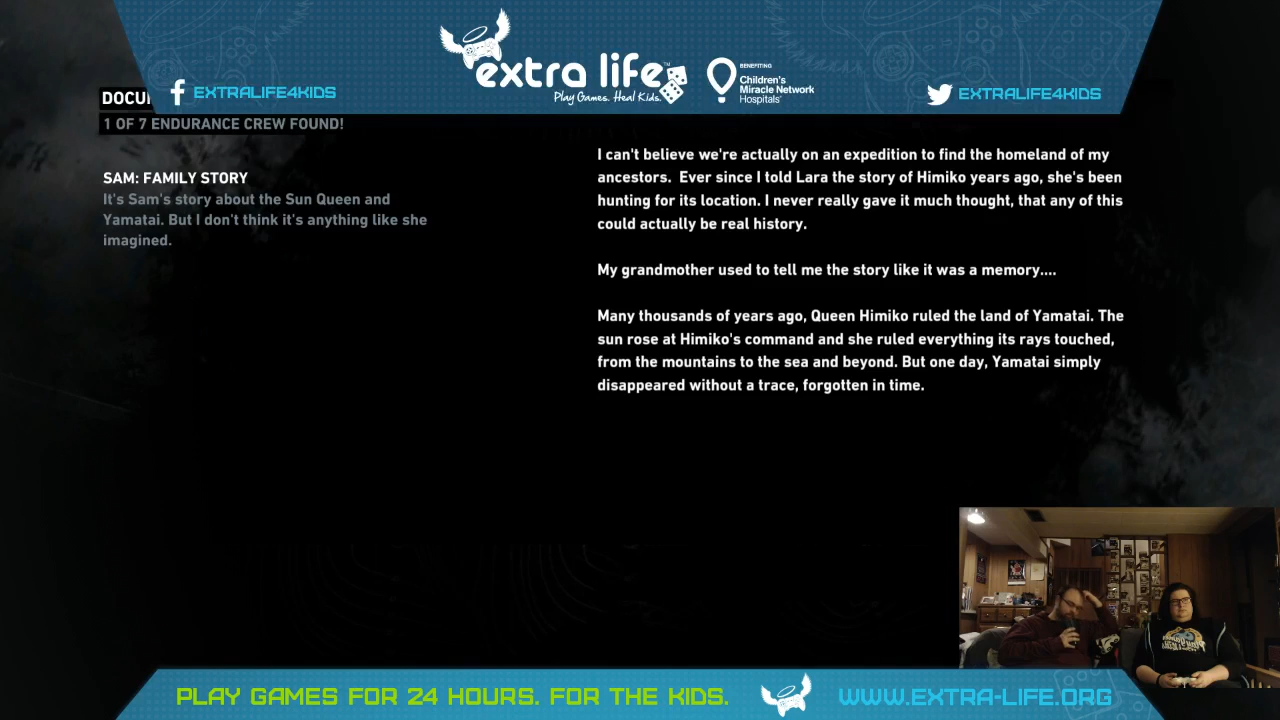 extra life™
Play Games. Heal Kids.
BENEFITING
Children's
Miracle Network
Hospitals®
EXTRALIFE4KIDS
EXTRALIFE4KIDS
DOCU
1 OF 7 ENDURANCE CREW FOUND!
SAM: FAMILY STORY
It's Sam's story about the Sun Queen and
Yamatai. But I don't think it's anything like she
imagined.
I can't believe we're actually on an expedition to find the homeland of my
ancestors.  Ever since I told Lara the story of Himiko years ago, she's been
hunting for its location. I never really gave it much thought, that any of this
could actually be real history.
My grandmother used to tell me the story like it was a memory....
Many thousands of years ago, Queen Himiko ruled the land of Yamatai. The
sun rose at Himiko's command and she ruled everything its rays touched,
from the mountains to the sea and beyond. But one day, Yamatai simply
disappeared without a trace, forgotten in time.
PLAY GAMES FOR 24 HOURS. FOR THE KIDS.
WWW.EXTRA-LIFE.ORG